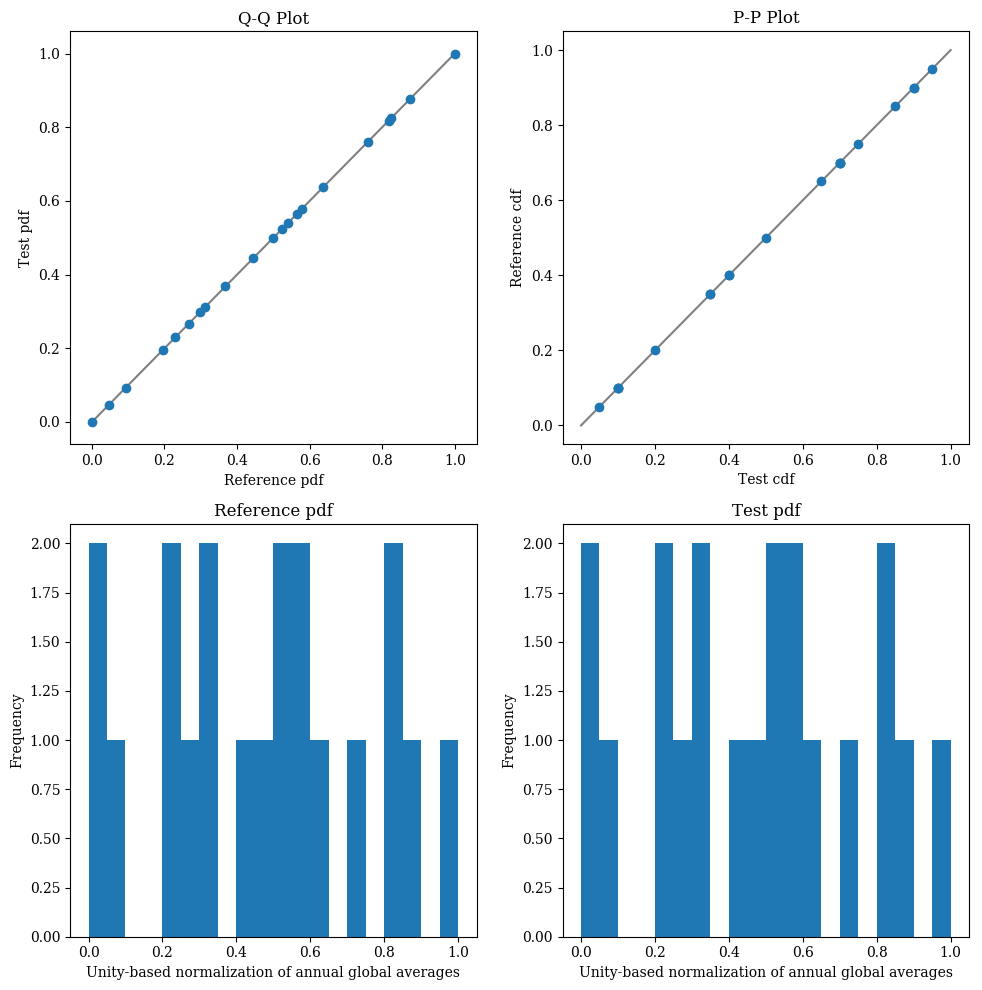 Q-Q Plot
1.0
0.8
0.6
0.4
0.2
0.0
Test pdf
0.0 0.2 0.4 0.6 0.8 1.0
Reference pdf
P-P Plot
1.0
0.8
0.6
0.4
0.2
0.0
Reference cdf
0.0 0.2 0.4 0.6 0.8 1.0
Test cdf
Reference pdf
2.00
1.75
1.50
1.25
1.00
0.75
0.50
0.25
0.00
Frequency
0.0 0.2 0.4 0.6 0.8 1.0
Unity-based normalization of annual global averages
Test pdf
2.00
1.75
1.50
1.25
1.00
0.75
0.50
0.25
0.00
Frequency
0.0 0.2 0.4 0.6 0.8 1.0
Unity-based normalization of annual global averages